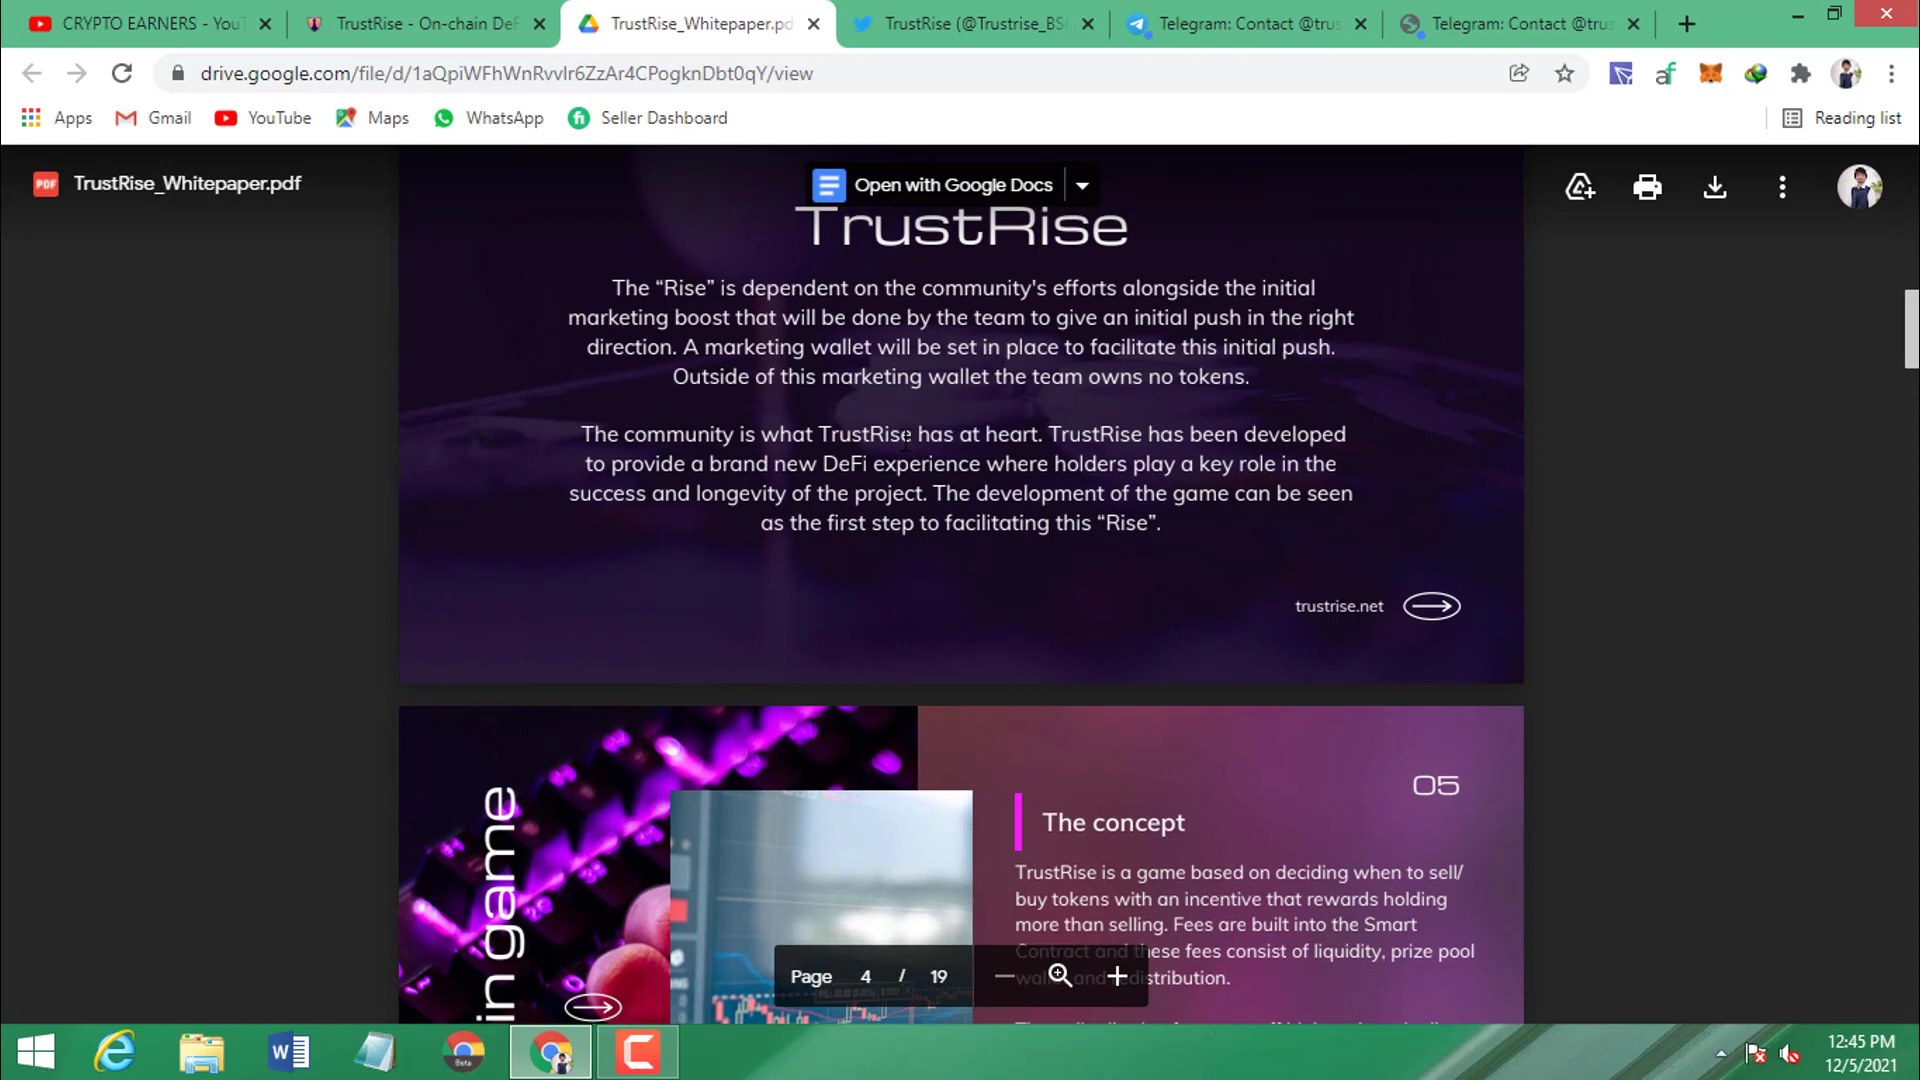 CRYPTO EARNERS - YouT
TrustRise - On-chain DeF
TrustRise_Whitepaper.pd
TrustRise (@Trustrise_BSC
Telegram: Contact @trus
Telegram: Contact @trus
drive.google.com/file/d/1aQpiWFhWnRvvlr6ZzAr4CPogknDbt0qY/view
Apps
Gmail
YouTube
Maps
WhatsApp
Seller Dashboard
Reading list
PDF
TrustRise_Whitepaper.pdf
Open with Google Docs
TrustRise
The “Rise” is dependent on the community's efforts alongside the initial
marketing boost that will be done by the team to give an initial push in the right
direction. A marketing wallet will be set in place to facilitate this initial push.
Outside of this marketing wallet the team owns no tokens.
The community is what TrustRise has at heart. TrustRise has been developed
to provide a brand new DeFi experience where holders play a key role in the
success and longevity of the project. The development of the game can be seen
as the first step to facilitating this “Rise”.
trustrise.net
in game
05
The concept
TrustRise is a game based on deciding when to sell/
buy tokens with an incentive that rewards holding
more than selling. Fees are built into the Smart
Contract and these fees consist of liquidity, prize pool
Page 4 / 19
Beta
12:45 PM
12/5/2021